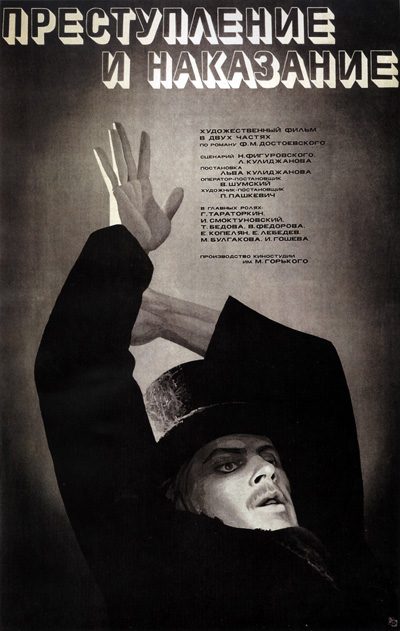 ПРЕСТУПЛЕНИЕ
И НАКАЗАНИЕ
ХУДОЖЕСТВЕННЫЙ ФИЛЬМ
В ДВУХ ЧАСТЯХ
ПО РОМАНУ Ф.М.ДОСТОЕВСКОГО
СЦЕНАРИЙ Н.ФИГУРОВСКОГО,
Л.КУЛИДЖАНОВА
ПОСТАНОВКА
ЛЬВА КУЛИДЖАНОВА
ОПЕРАТОР-ПОСТАНОВЩИК
В.ШУМСКИЙ
ХУДОЖНИК-ПОСТАНОВЩИК
П.ПАШКЕВИЧ
В ГЛАВНЫХ РОЛЯХ:
Г.ТАРАТОРКИН,
И.СМОКТУНОВСКИЙ,
Т.БЕДОВА, В.ФЕДОРОВА,
Е.КОПЕЛЯН, Е.ЛЕБЕДЕВ,
М.БУЛГАКОВА, И.ГОШЕВА
ПРОИЗВОДСТВО КИНОСТУДИИ
ИМ. М.ГОРЬКОГО